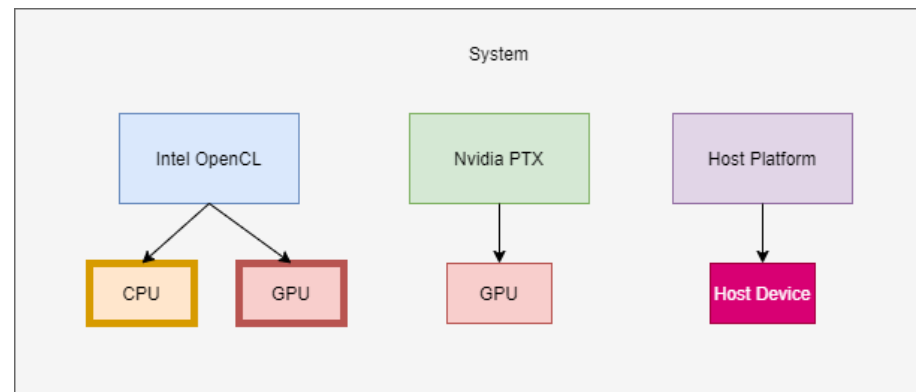 System
Intel OpenCL
Nvidia PTX
Host Platform
CPU
GPU
GPU
Host Device